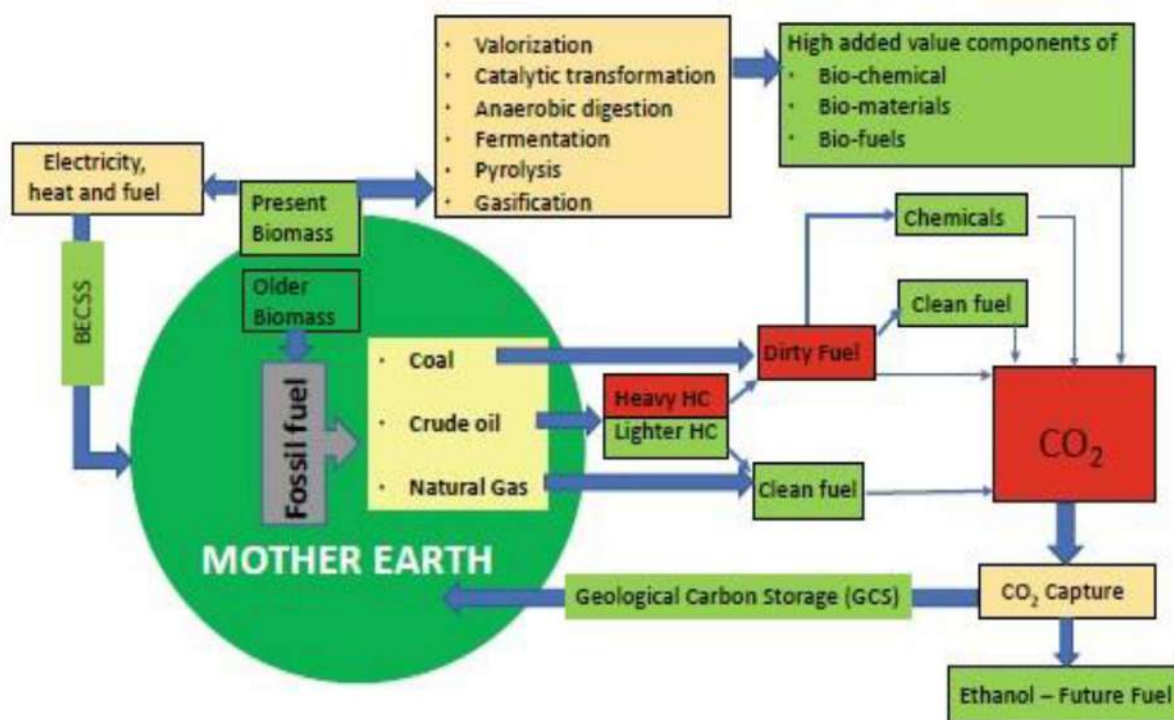 · Valorization
· Catalytic transformation
· Anaerobic digestion
· Fermentation
· Pyrolysis
· Gasification
High added value components of
· Bio-chemical
· Bio-materials
· Bio-fuels
Electricity,
heat and fuel
Present
Biomass
BECSS
Older
Biomass
Fossil fuel
· Coal
· Crude oil
· Natural Gas
MOTHER EARTH
Heavy HC
Lighter HC
Dirty Fuel
Chemicals
Clean fuel
Clean fuel
CO₂
Geological Carbon Storage (GCS)
CO₂ Capture
Ethanol – Future Fuel